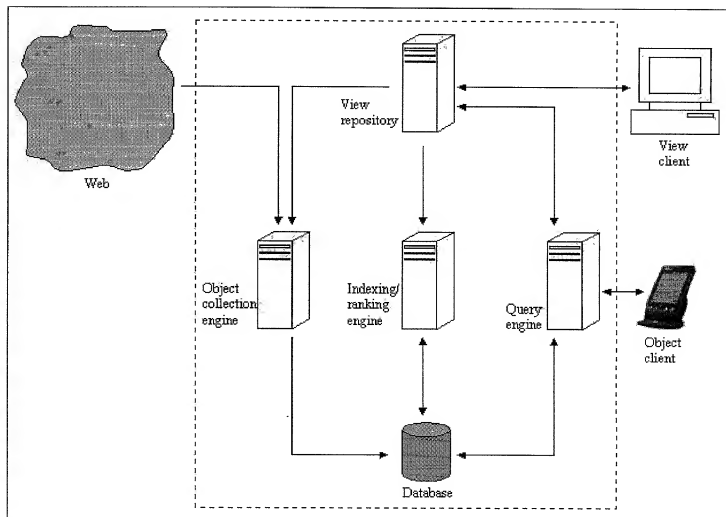 View
repository
View
client
Web
Object
collection
engine
Indexing/
ranking
engine
Query
engine
Object
client
Database